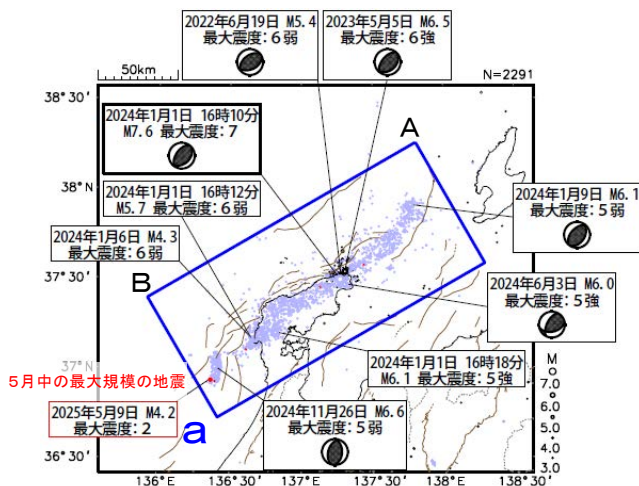 2022年6月19日 M5.4
最大震度：6弱
2023年5月5日 M6.5
最大震度：6強
50km
N=2291
38°30′
2024年1月1日 16時10分
M7.6 最大震度：7
A
38°N
2024年1月1日 16時12分
M5.7 最大震度：6弱
2024年1月9日 M6.1
最大震度：5弱
2024年1月6日 M4.3
最大震度：6弱
37°30′
B
2024年6月3日 M6.0
最大震度：5強
37°N
2024年1月1日 16時18分
M6.1 最大震度：5強
5月中の最大規模の地震
2025年5月9日 M4.2
最大震度：2
a
2024年11月26日 M6.6
最大震度：5弱
M
7.0
6.0
5.0
4.0
3.0
36°30′
136°E
136°30′
137°E
137°30′
138°E
138°30′